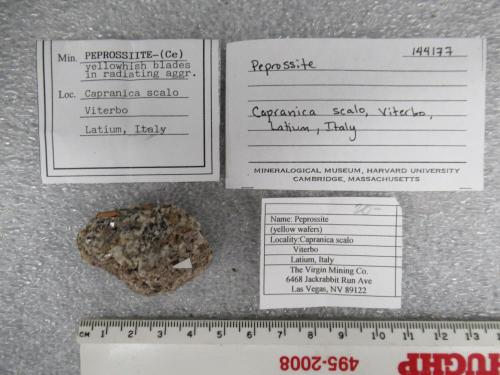 Min. PEPROSSIITE-(Ce)
yellowhish blades
in radiating aggr.
Loc. Capranica scalo
Viterbo
Latium, Italy
144177
Peprossite
Capranica scalo, Viterbo,
Latium, Italy
MINERALOGICAL MUSEUM, HARVARD UNIVERSITY
CAMBRIDGE, MASSACHUSETTS
20-
Name: Peprossite
(yellow wafers)
Locality:Capranica scalo
Viterbo
Latium, Italy
The Virgin Mining Co.
6468 Jackrabbit Run Ave
Las Vegas, NV 89122
CM 1 2 3 4 5 6 7 8 9 10 11 12 13
495-2008
HUGHP